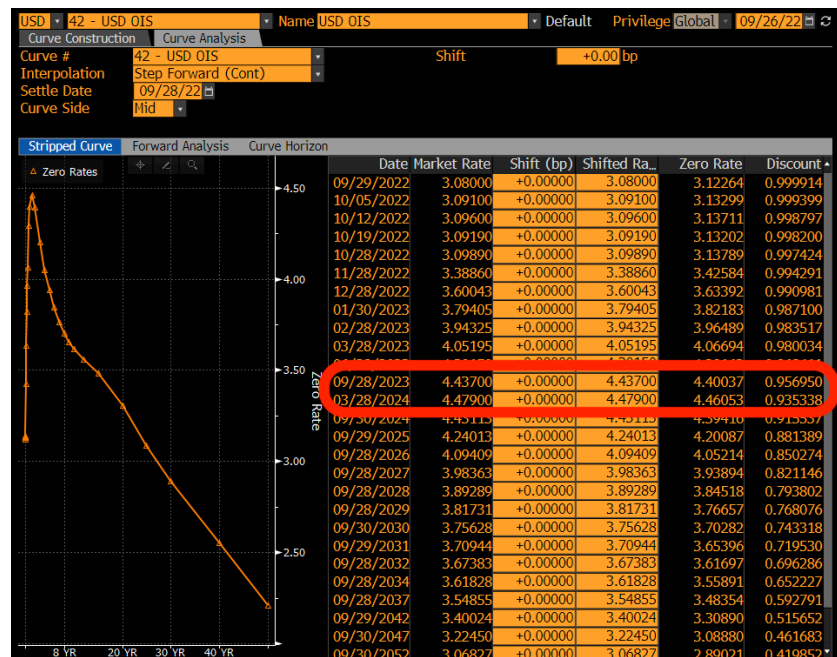 USD 42 - USD OIS Name USD OIS Default Privilege Global 09/26/22
Curve Construction Curve Analysis
Curve # 42 - USD OIS Shift +0.00 bp
Interpolation Step Forward (Cont)
Settle Date 09/28/22
Curve Side Mid
Stripped Curve Forward Analysis Curve Horizon
Zero Rates
4.50
4.00
3.50
3.00
2.50
Zero Rate
8 YR 20 YR 30 YR 40 YR
Date Market Rate Shift (bp) Shifted Ra... Zero Rate Discount
09/29/2022 3.08000 +0.00000 3.08000 3.12264 0.999914
10/05/2022 3.09100 +0.00000 3.09100 3.13299 0.999399
10/12/2022 3.09600 +0.00000 3.09600 3.13711 0.998797
10/19/2022 3.09190 +0.00000 3.09190 3.13202 0.998200
10/28/2022 3.09890 +0.00000 3.09890 3.13789 0.997424
11/28/2022 3.38860 +0.00000 3.38860 3.42584 0.994291
12/28/2022 3.60043 +0.00000 3.60043 3.63392 0.990981
01/30/2023 3.79405 +0.00000 3.79405 3.82183 0.987100
02/28/2023 3.94325 +0.00000 3.94325 3.96489 0.983517
03/28/2023 4.05195 +0.00000 4.05195 4.06694 0.980034
09/28/2023 4.43700 +0.00000 4.43700 4.40037 0.956950
03/28/2024 4.47900 +0.00000 4.47900 4.46053 0.935338
09/30/2024 +0.00000
09/29/2025 4.24013 +0.00000 4.24013 4.20087 0.881389
09/28/2026 4.09409 +0.00000 4.09409 4.05214 0.850274
09/28/2027 3.98363 +0.00000 3.98363 3.93894 0.821146
09/28/2028 3.89289 +0.00000 3.89289 3.84518 0.793802
09/28/2029 3.81731 +0.00000 3.81731 3.76657 0.768076
09/30/2030 3.75628 +0.00000 3.75628 3.70282 0.743318
09/29/2031 3.70944 +0.00000 3.70944 3.65396 0.719530
09/28/2032 3.67383 +0.00000 3.67383 3.61697 0.696286
09/28/2034 3.61828 +0.00000 3.61828 3.55891 0.652227
09/28/2037 3.54855 +0.00000 3.54855 3.48354 0.592791
09/29/2042 3.40024 +0.00000 3.40024 3.30890 0.515652
09/30/2047 3.22450 +0.00000 3.22450 3.08880 0.461683
09/30/2052 3.06827 +0.00000 3.06827 2.89021 0.419852